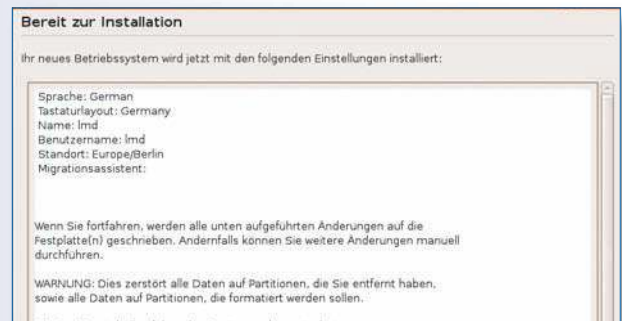 Bereit zur Installation
Ihr neues Betriebssystem wird jetzt mit den folgenden Einstellungen installiert:
Sprache: German
Tastaturlayout: Germany
Name: lmd
Benutzername: lmd
Standort: Europe/Berlin
Migrationsassistent:
Wenn Sie fortfahren, werden alle unten aufgeführten Änderungen auf die
Festplatte(n) geschrieben. Andernfalls können Sie weitere Änderungen manuell
durchführen.
WARNUNG: Dies zerstört alle Daten auf Partitionen, die Sie entfernt haben,
sowie alle Daten auf Partitionen, die formatiert werden sollen.